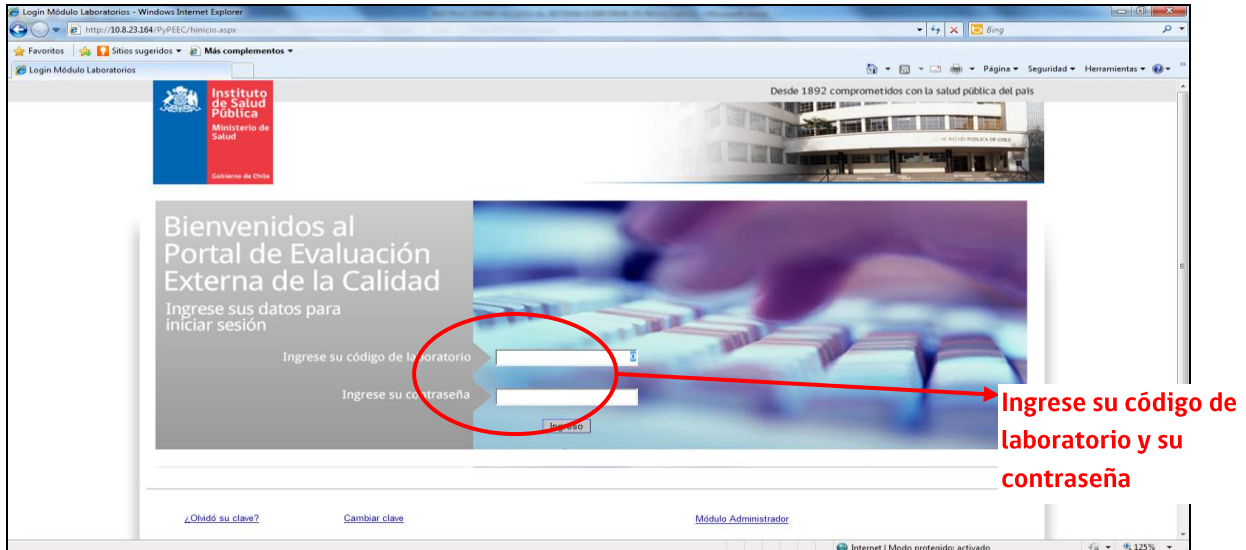 Login Módulo Laboratorios - Windows Internet Explorer
http://10.8.23.164/PyPEEC/hinicio.aspx
Bing
Favoritos
Sitios sugeridos
Más complementos
Login Módulo Laboratorios
Página
Seguridad
Herramientas
Instituto
de Salud
Pública
Ministerio de
Salud
Gobierno de Chile
Desde 1892 comprometidos con la salud pública del país
Bienvenidos al
Portal de Evaluación
Externa de la Calidad
Ingrese sus datos para
iniciar sesión
Ingrese su código de laboratorio
0
Ingrese su contraseña
Ingreso
Ingrese su código de
laboratorio y su
contraseña
¿Olvidó su clave?
Cambiar clave
Módulo Administrador
Internet | Modo protegido: activado
125%